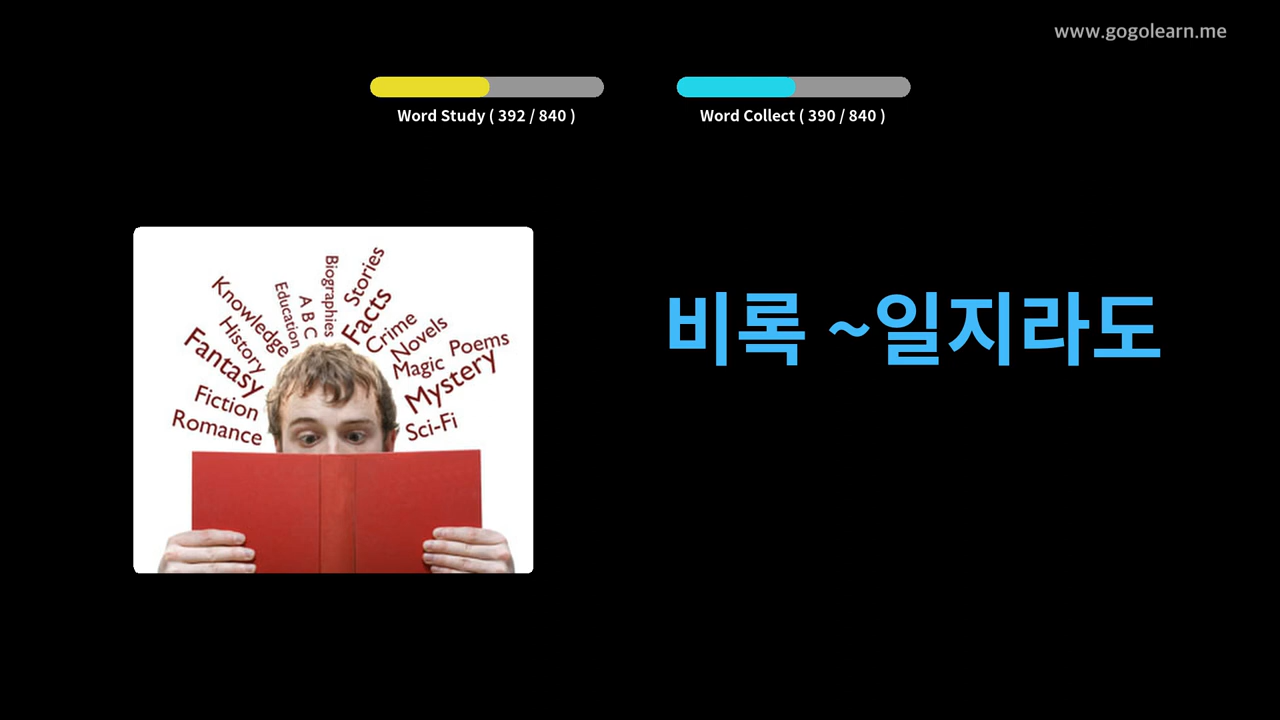 www.gogolearn.me
Word Study ( 392 / 840 )
Word Collect ( 390 / 840 )
비록 ~일지라도
Knowledge
History
Fantasy
Fiction
Romance
Education
A B C
Biographies
Stories
Facts
Crime
Novels
Magic
Poems
Mystery
Sci-Fi